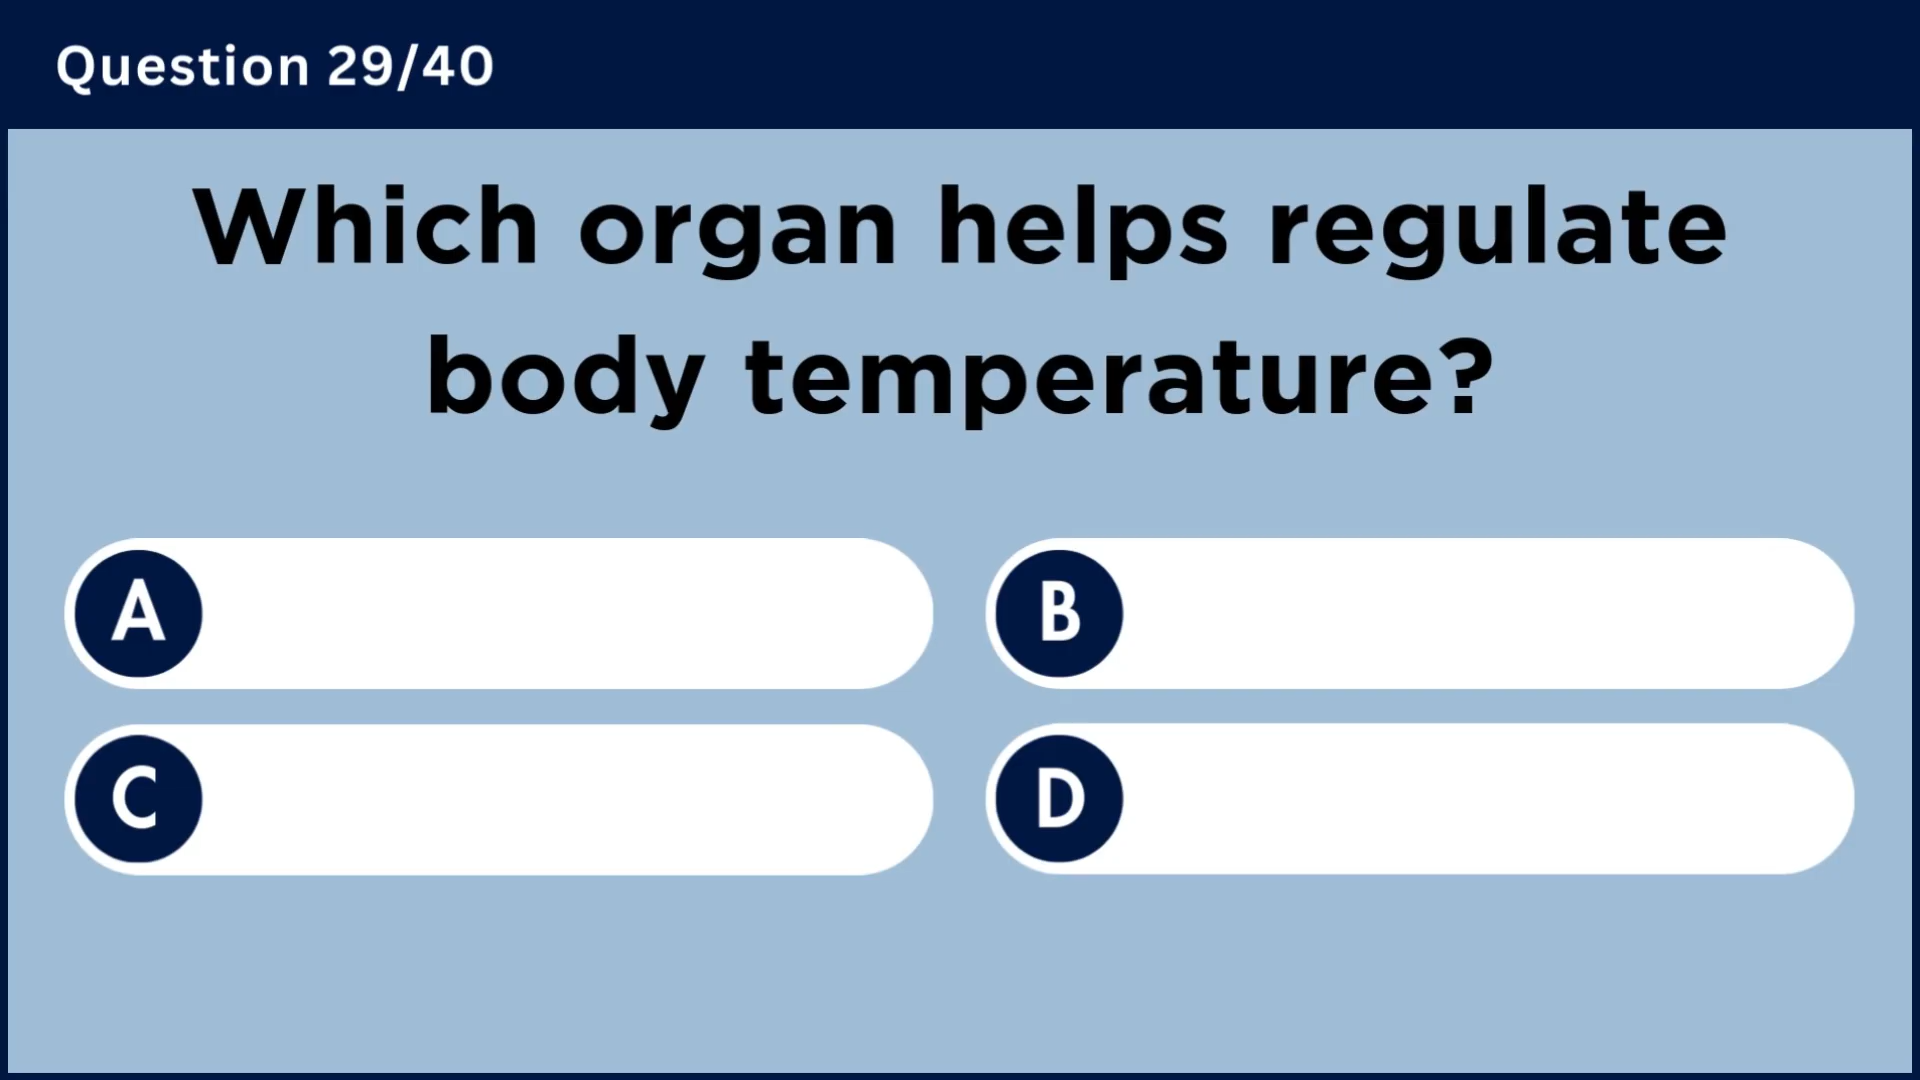 Question 29/40
Which organ helps regulate
body temperature?
A
B
C
D